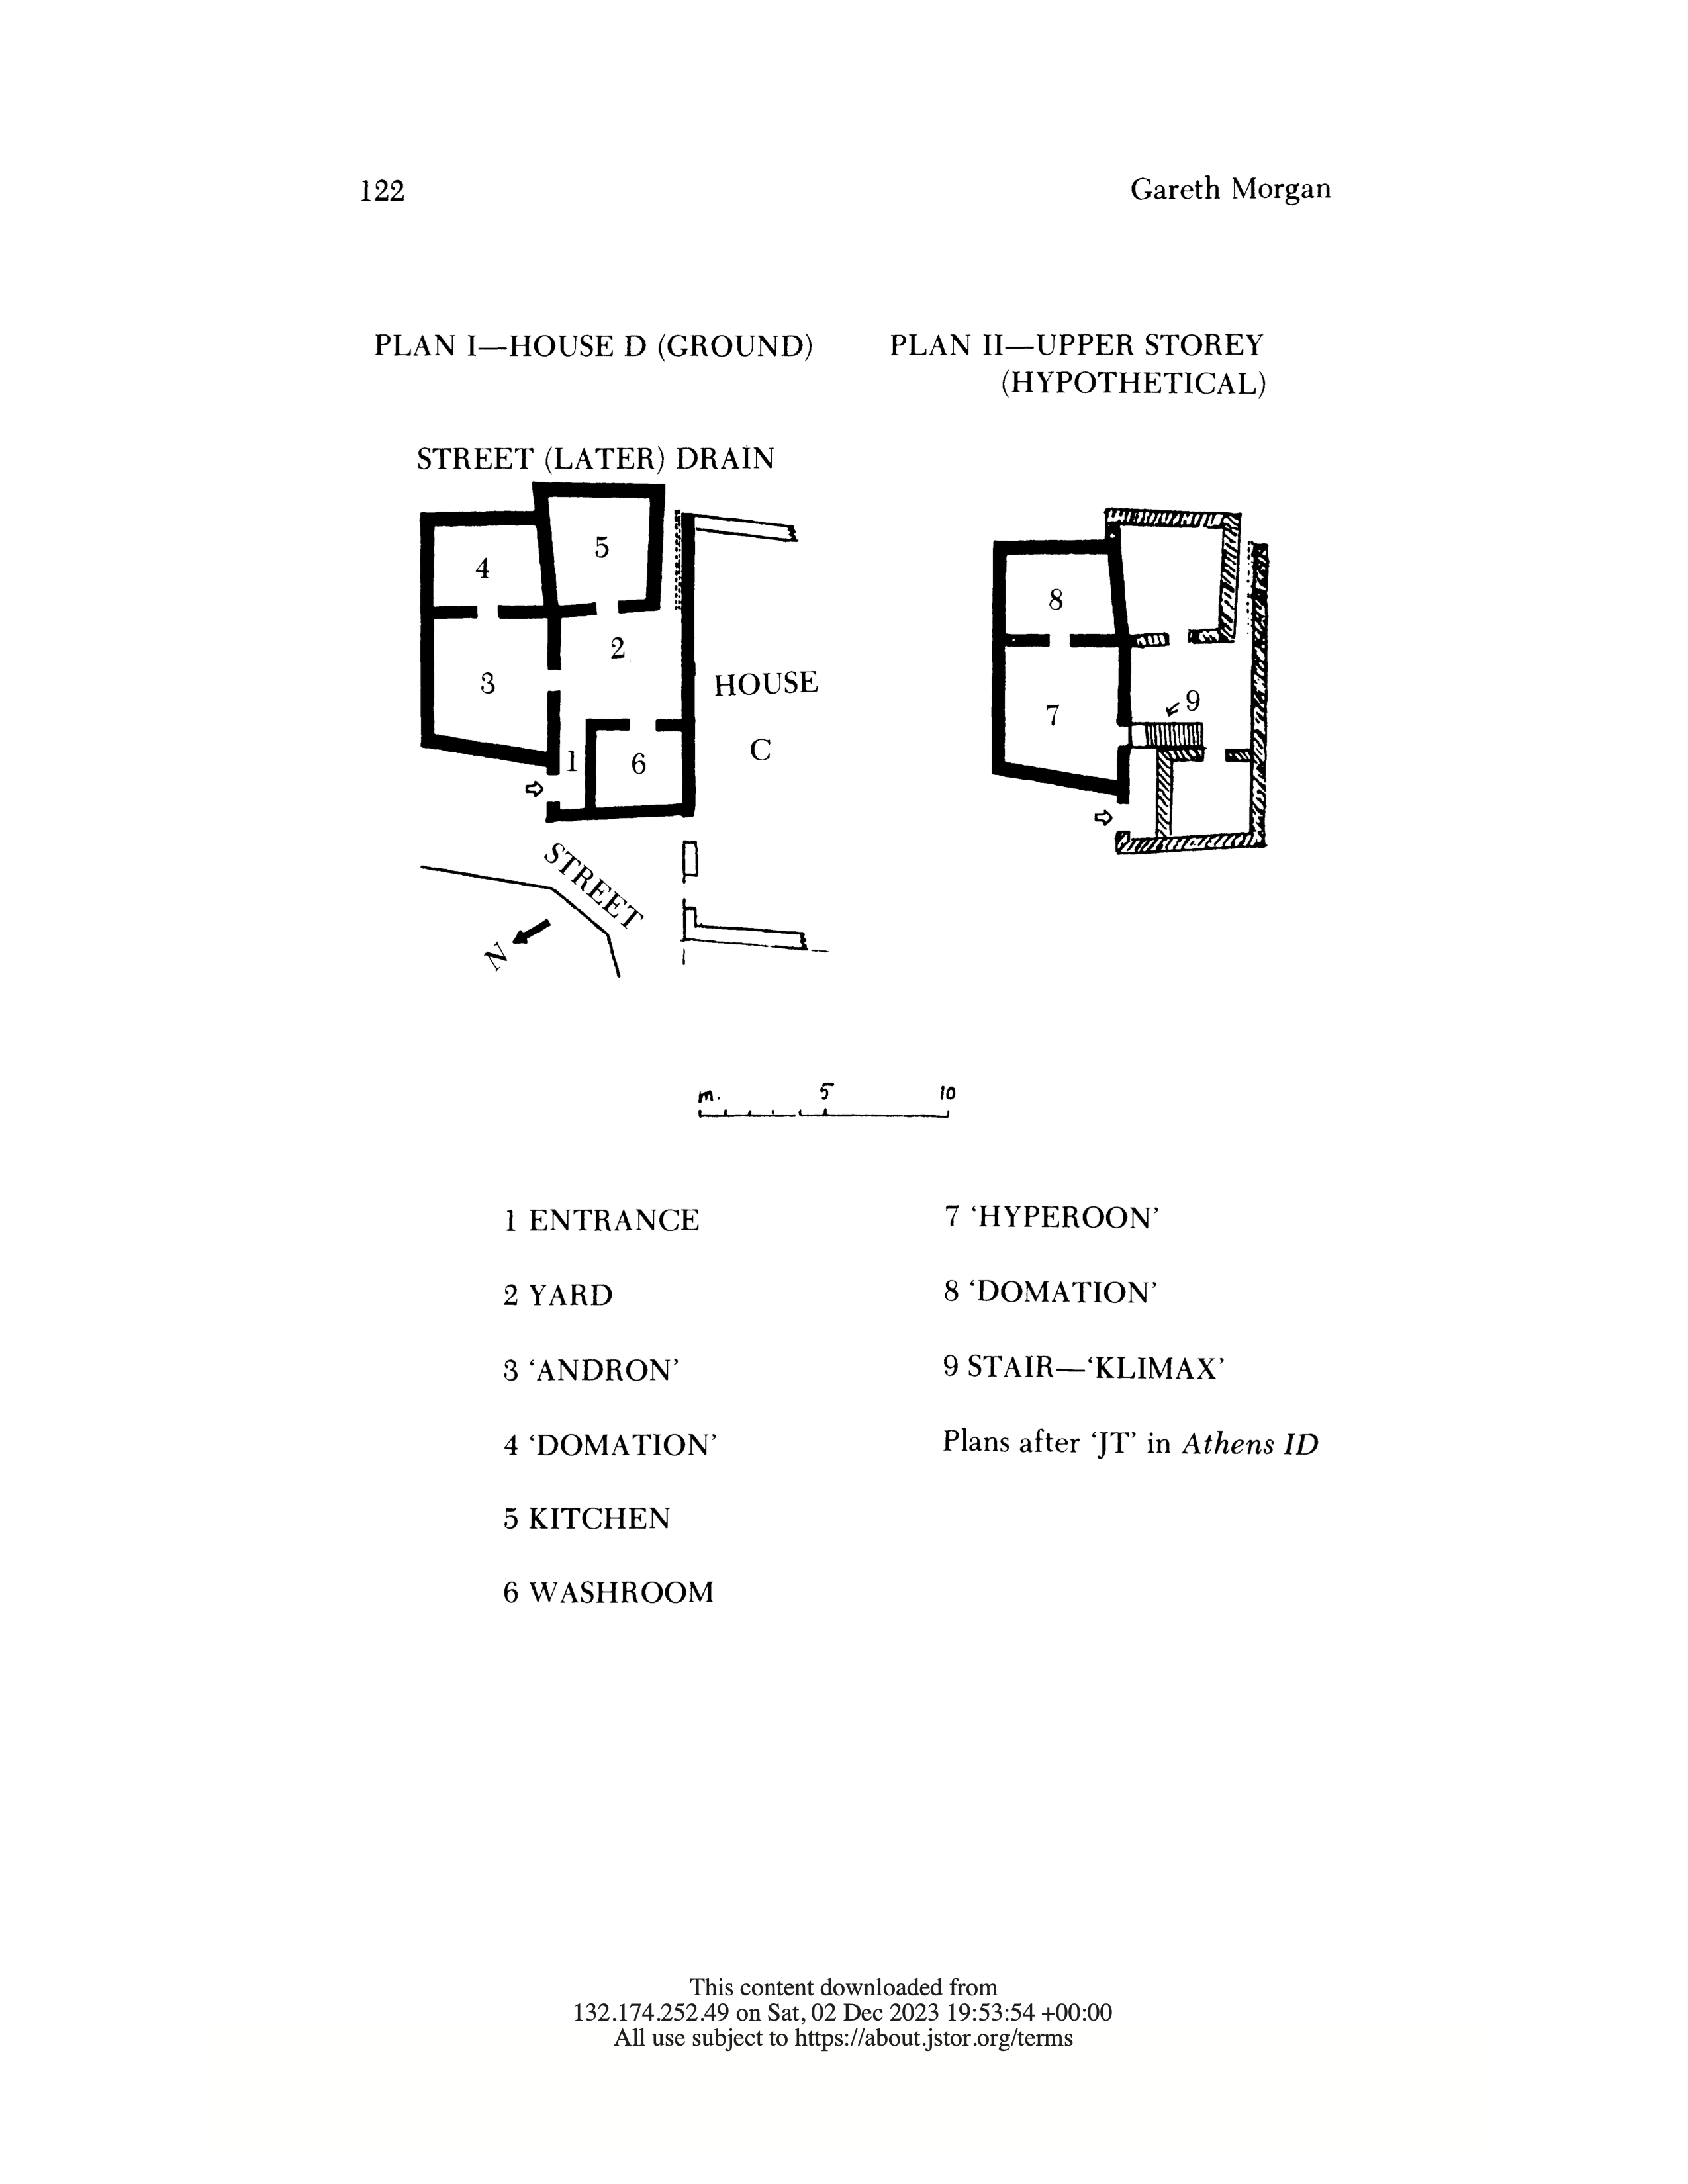 122
Gareth Morgan
PLAN I—HOUSE D (GROUND)
PLAN II—UPPER STOREY
(HYPOTHETICAL)
STREET (LATER) DRAIN
4
5
2
3
1
6
HOUSE
C
STREET
N
8
7
9
m.
5
10
1 ENTRANCE
2 YARD
3 ‘ANDRON’
4 ‘DOMATION’
5 KITCHEN
6 WASHROOM
7 ‘HYPEROON’
8 ‘DOMATION’
9 STAIR—‘KLIMAX’
Plans after ‘JT’ in Athens ID
This content downloaded from
132.174.252.49 on Sat, 02 Dec 2023 19:53:54 +00:00
All use subject to https://about.jstor.org/terms